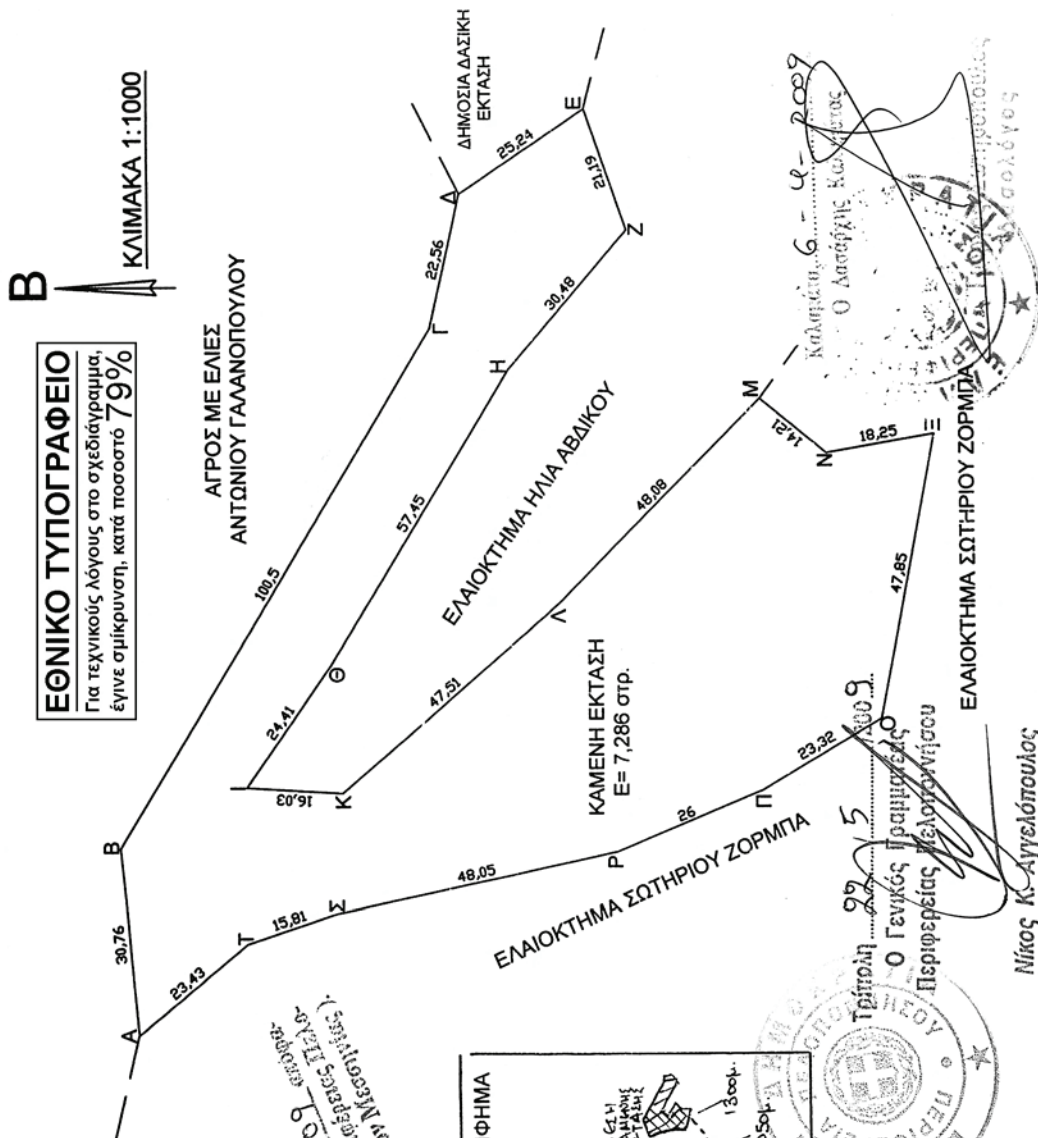 Β
ΚΛΙΜΑΚΑ 1:1000
ΕΘΝΙΚΟ ΤΥΠΟΓΡΑΦΕΙΟ
Για τεχνικούς λόγους στο σχεδιάγραμμα,
έγινε σμίκρυνση, κατά ποσοστό 79%
ΑΓΡΟΣ ΜΕ ΕΛΙΕΣ
ΑΝΤΩΝΙΟΥ ΓΑΛΑΝΟΠΟΥΛΟΥ
ΔΗΜΟΣΙΑ ΔΑΣΙΚΗ
ΕΚΤΑΣΗ
Α
30,76
Β
100,5
Γ
22,56
Δ
25,24
Ε
21,19
Ζ
30,48
Η
57,45
Θ
24,41
Ι
16,03
Κ
47,51
Λ
48,08
Μ
14,21
Ν
18,25
Ξ
47,85
Ο
23,32
Π
26
Ρ
48,05
Σ
15,81
Τ
23,43
ΕΛΑΙΟΚΤΗΜΑ ΗΛΙΑ ΑΒΔΙΚΟΥ
ΚΑΜΕΝΗ ΕΚΤΑΣΗ
Ε= 7,286 στρ.
ΕΛΑΙΟΚΤΗΜΑ ΣΩΤΗΡΙΟΥ ΖΟΡΜΠΑ
ΕΛΑΙΟΚΤΗΜΑ ΣΩΤΗΡΙΟΥ ΖΟΡΜΠΑ
Καλαμάτα 6-4-2009
Ο Δασάρχης Καλαμάτας
Τρίπολη 22 5 2009
Ο Γενικός Γραμματέας
Περιφερείας Πελοποννήσου
Νίκος Κ. Αγγελόπουλος
1300μ.